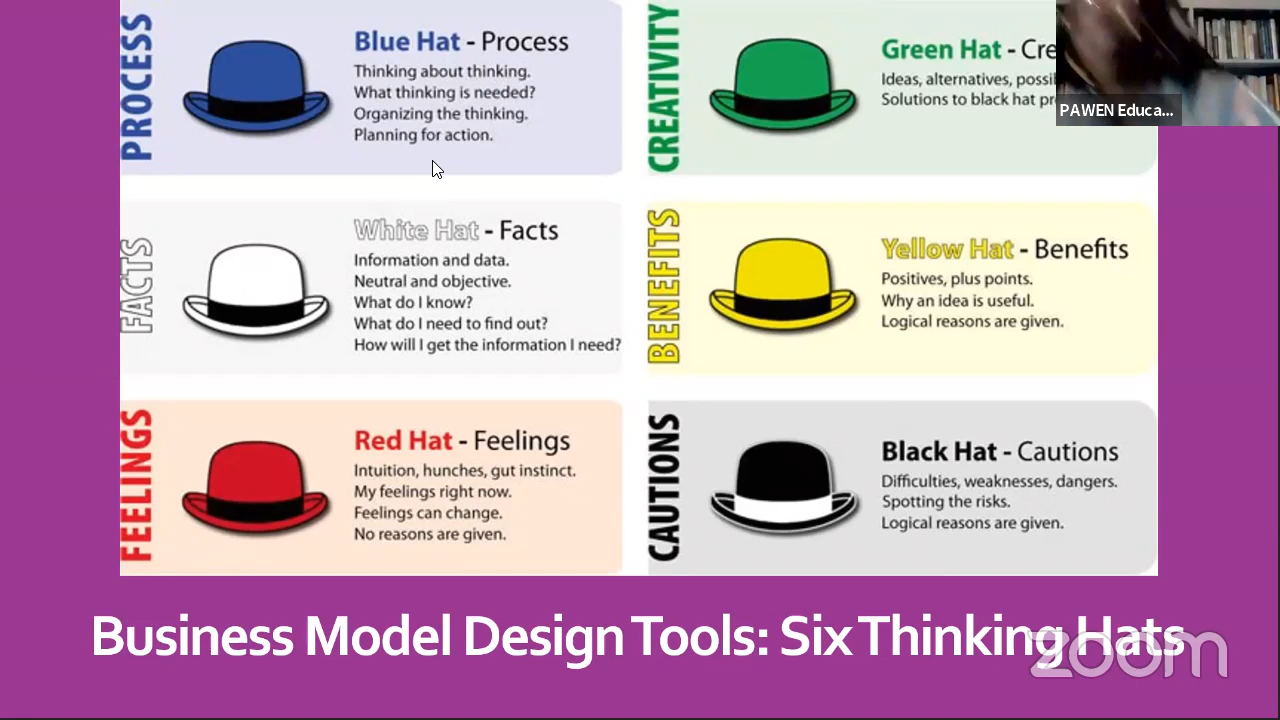 PROCESS
Blue Hat - Process
Thinking about thinking.
What thinking is needed?
Organizing the thinking.
Planning for action.
CREATIVITY
Green Hat - Cre
Ideas, alternatives, possi
Solutions to black hat pr
PAWEN Educa...
FACTS
White Hat - Facts
Information and data.
Neutral and objective.
What do I know?
What do I need to find out?
How will I get the information I need?
BENEFITS
Yellow Hat - Benefits
Positives, plus points.
Why an idea is useful.
Logical reasons are given.
FEELINGS
Red Hat - Feelings
Intuition, hunches, gut instinct.
My feelings right now.
Feelings can change.
No reasons are given.
CAUTIONS
Black Hat - Cautions
Difficulties, weaknesses, dangers.
Spotting the risks.
Logical reasons are given.
Business Model Design Tools: Six Thinking Hats
zoom